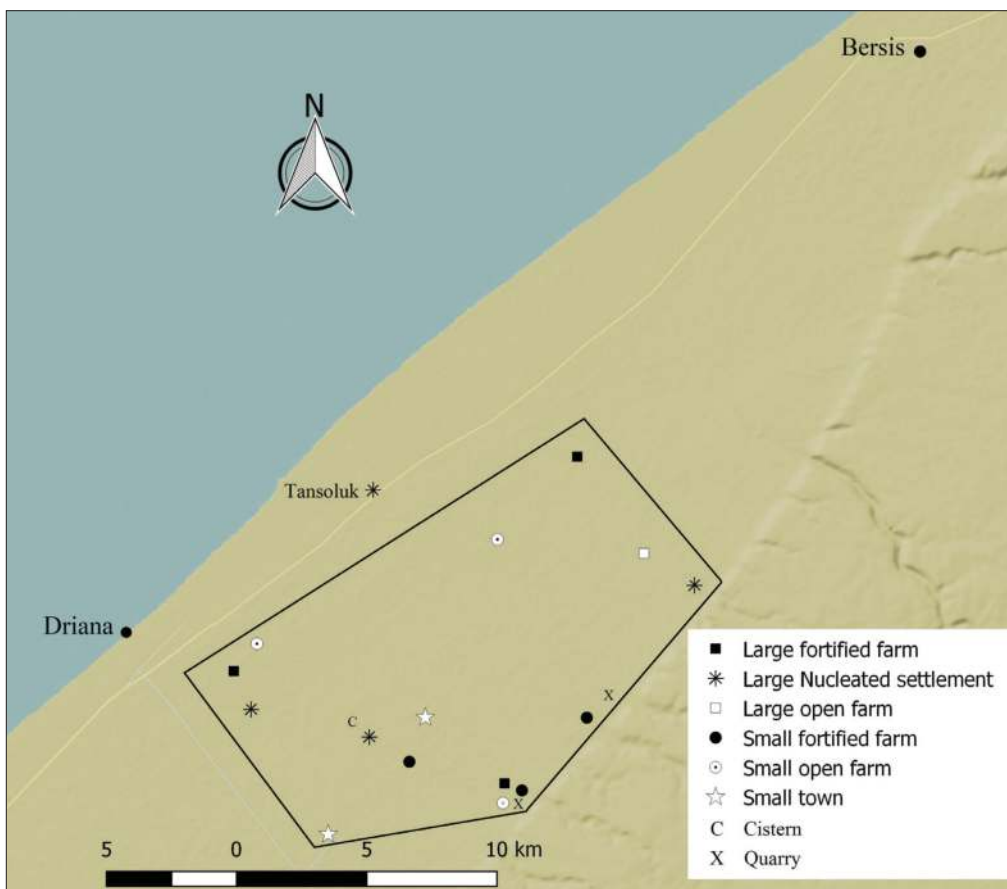 Bersis
N
Tansoluk
Driana
C
X
X
5 0 5 10 km
Large fortified farm
Large Nucleated settlement
Large open farm
Small fortified farm
Small open farm
Small town
C Cistern
X Quarry